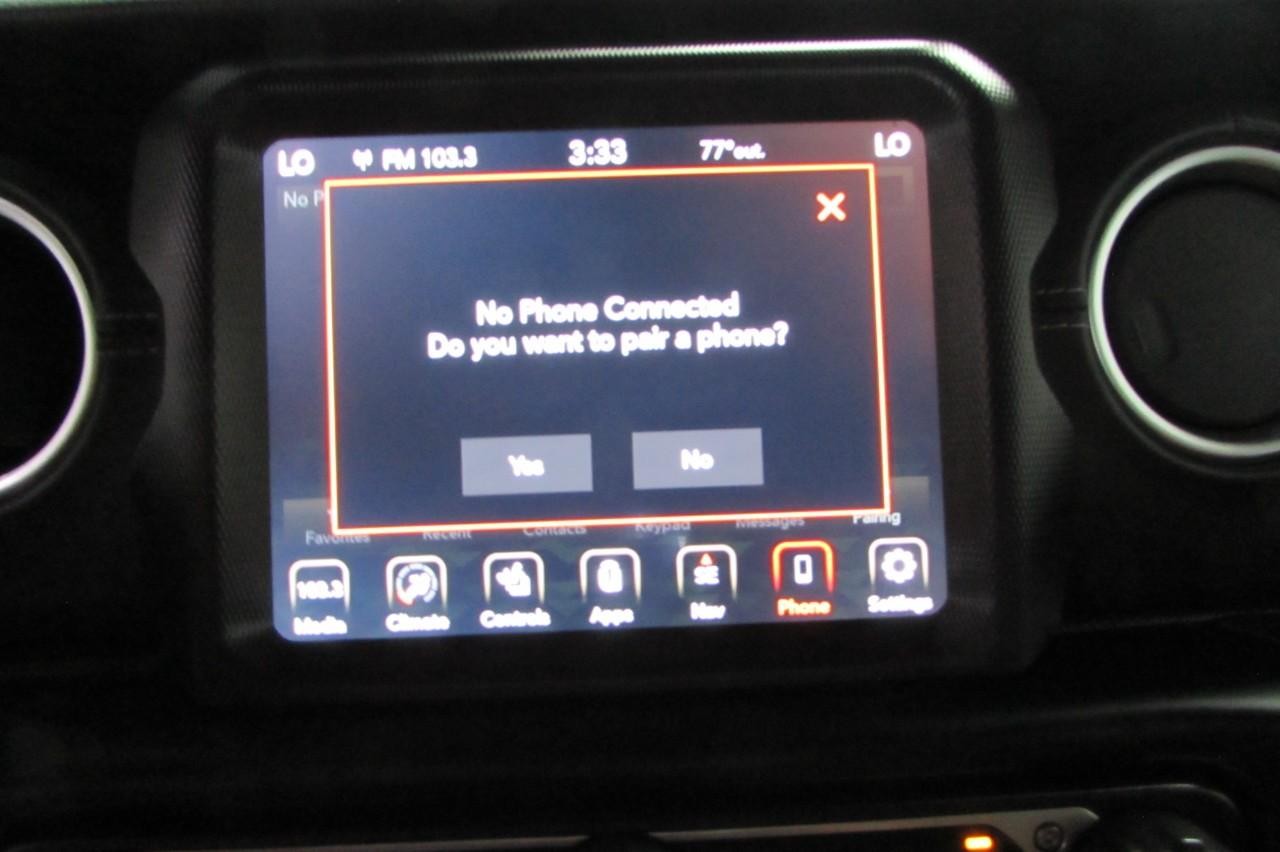 LO FM 103.3 3:33 77° out. LO
No P
No Phone Connected
Do you want to pair a phone?
Yes No
Favorites Recent Contacts Keypad Messages Pairing
103.3 SE
Media Climate Controls Apps Nav Phone Settings